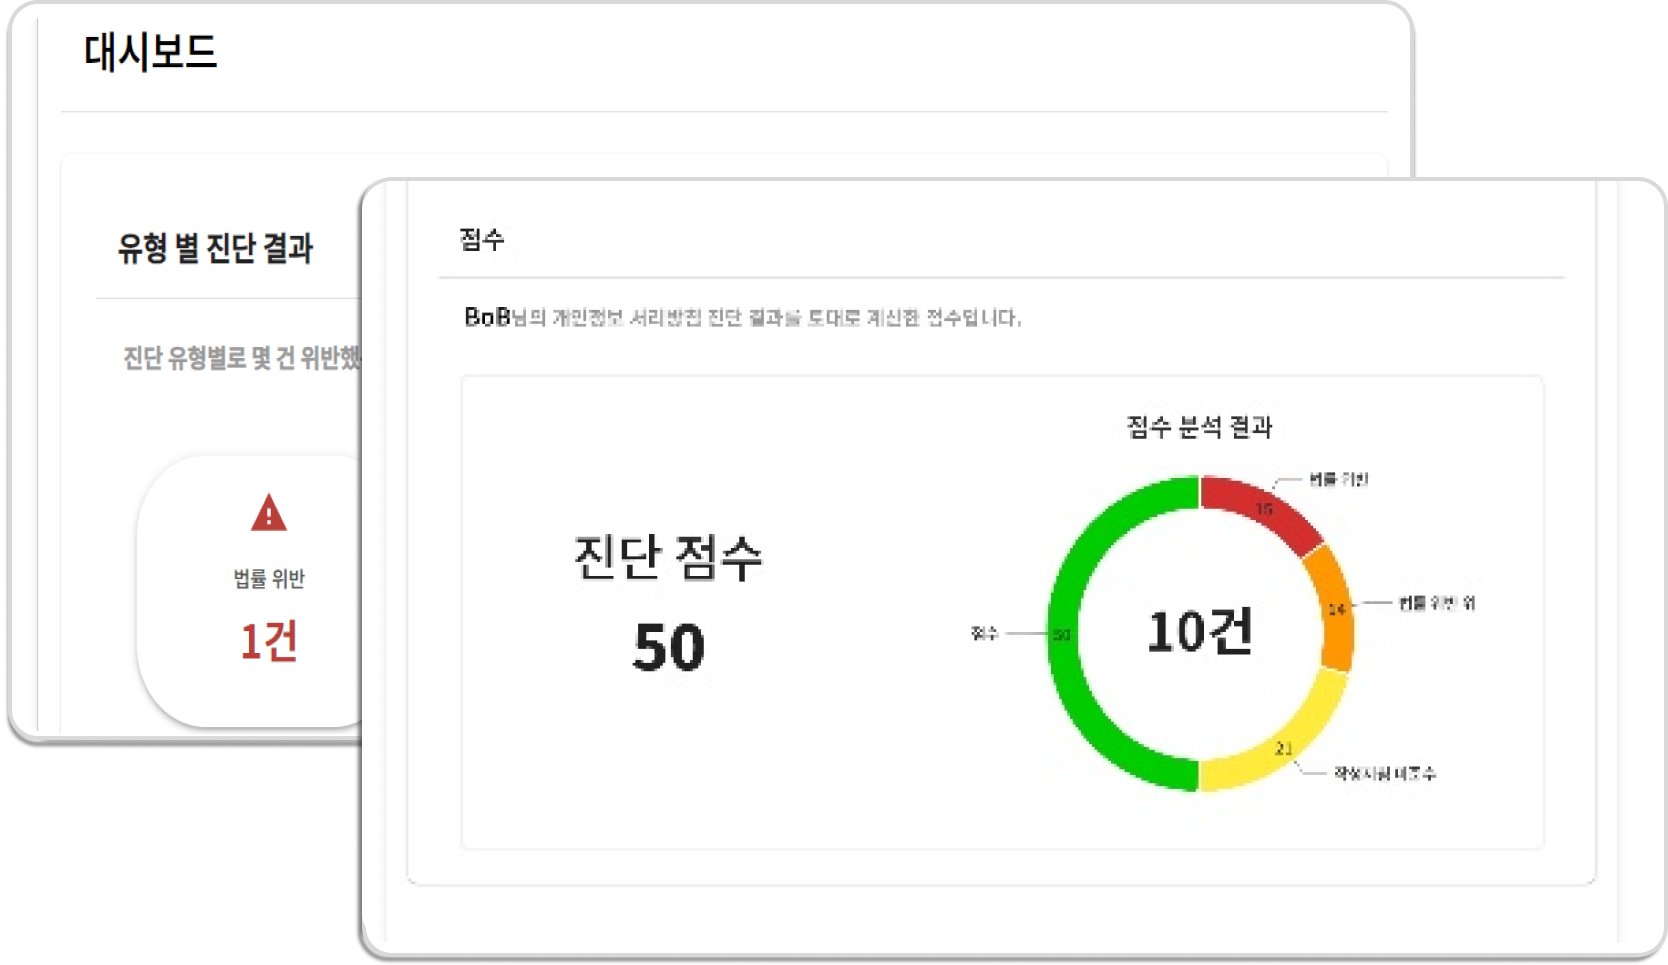 대시보드
유형 별 진단 결과
진단 유형별로 몇 건 위반했
법률 위반
1건
점수
BoB님의 개인정보 처리방침 진단 결과를 토대로 계산한 점수입니다.
진단 점수
50
점수 분석 결과
법률 위반
15
법률 위반 위
14
점수
50
10건
21
작성지침 미준수